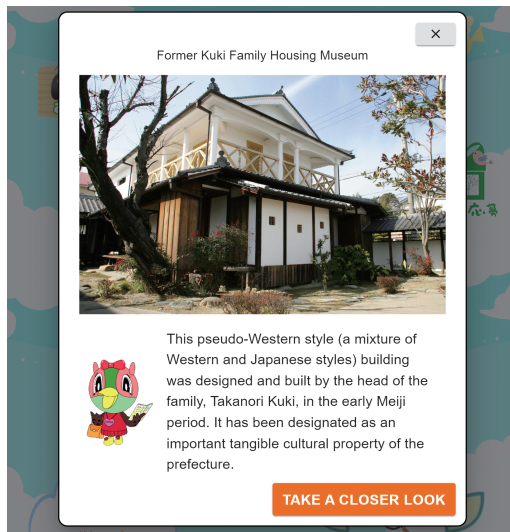 ×
Former Kuki Family Housing Museum
This pseudo-Western style (a mixture of
Western and Japanese styles) building
was designed and built by the head of the
family, Takanori Kuki, in the early Meiji
period. It has been designated as an
important tangible cultural property of the
prefecture.
TAKE A CLOSER LOOK